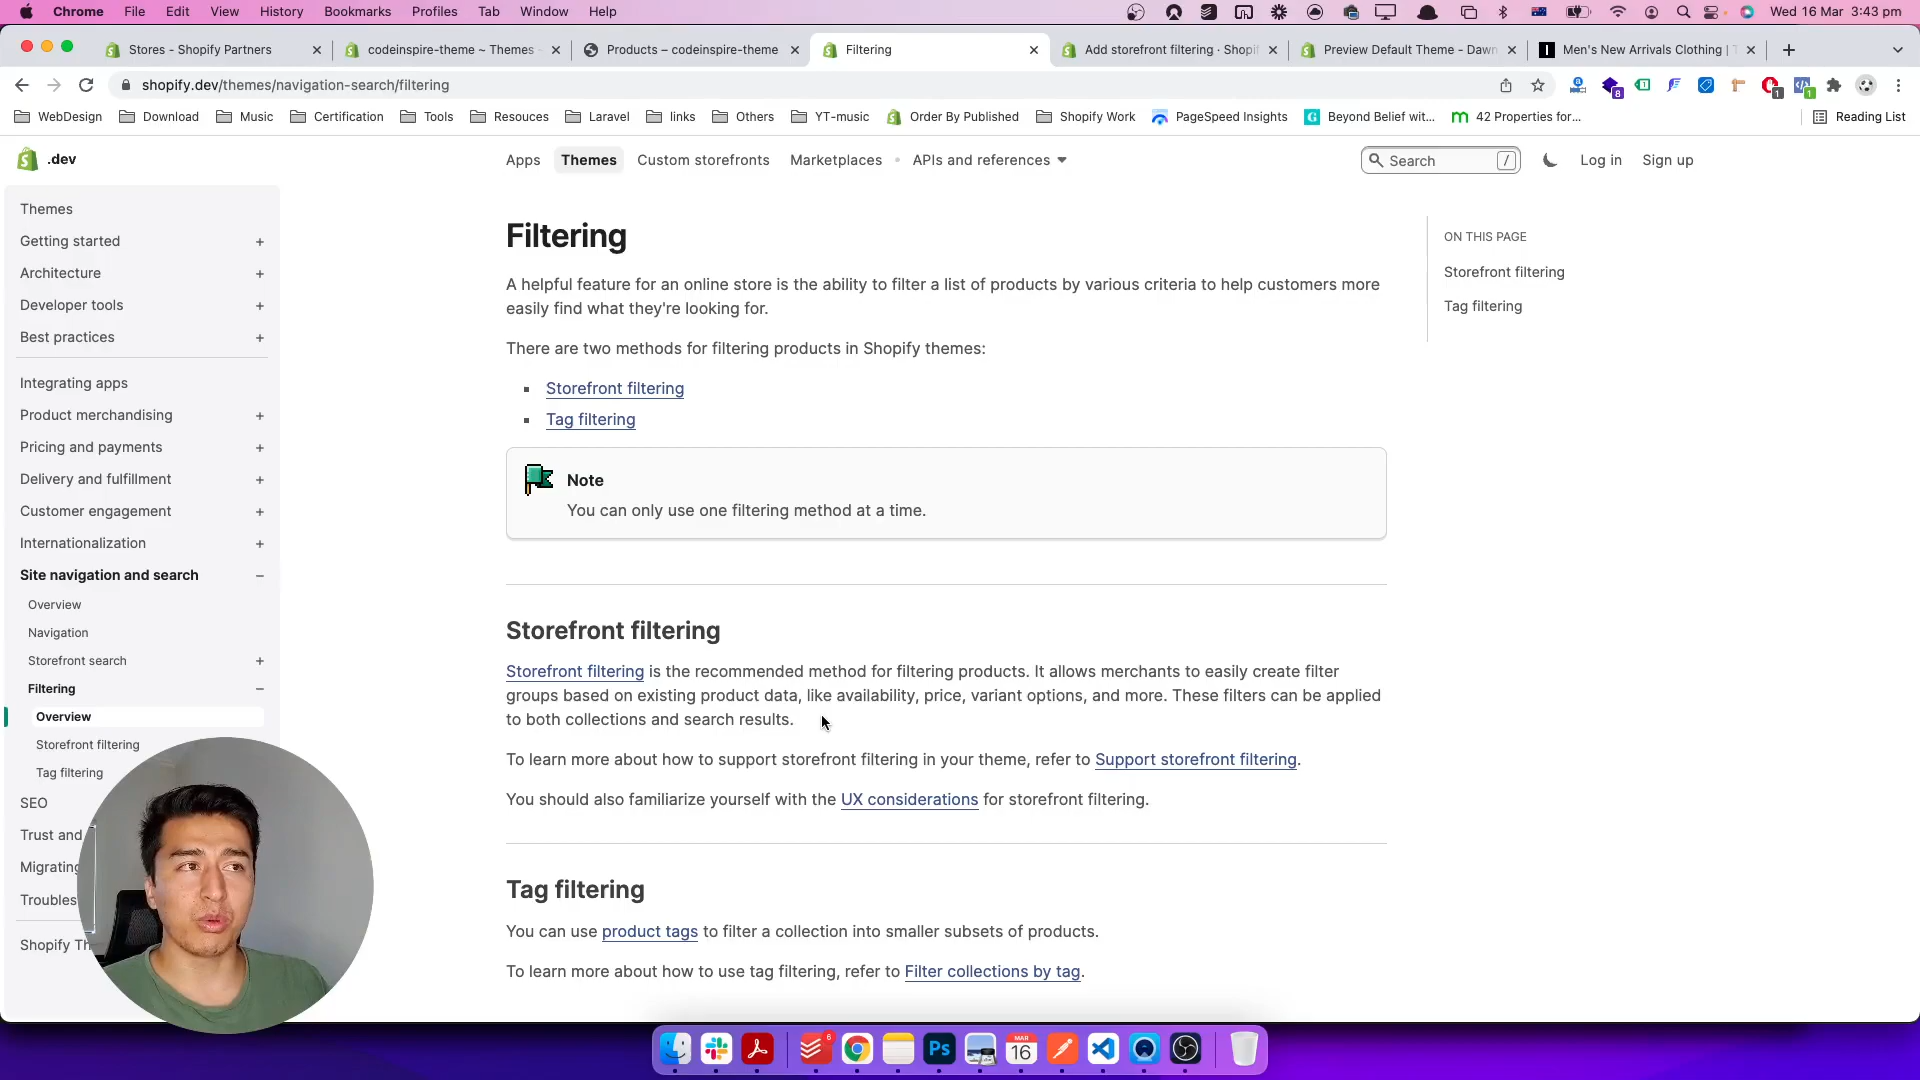 Chrome File Edit View History Bookmarks Profiles Tab Window Help
Wed 16 Mar 3:43 pm
Stores - Shopify Partners
codeinspire-theme ~ Themes -
Products – codeinspire-theme
Filtering
Add storefront filtering · Shopif
Preview Default Theme - Dawn
Men's New Arrivals Clothing |
shopify.dev/themes/navigation-search/filtering
8
1
1
WebDesign Download Music Certification Tools Resouces Laravel links Others YT-music Order By Published Shopify Work PageSpeed Insights Beyond Belief wit... 42 Properties for... Reading List
.dev
Apps Themes Custom storefronts Marketplaces • APIs and references
Search /
Log in Sign up
Themes
Getting started +
Architecture +
Developer tools +
Best practices +
Integrating apps
Product merchandising +
Pricing and payments +
Delivery and fulfillment +
Customer engagement +
Internationalization +
Site navigation and search –
Overview
Navigation
Storefront search +
Filtering –
Overview
Storefront filtering
Tag filtering
SEO
Trust and
Migrating
Troubles
Shopify Th
Filtering
A helpful feature for an online store is the ability to filter a list of products by various criteria to help customers more
easily find what they're looking for.
There are two methods for filtering products in Shopify themes:
Storefront filtering
Tag filtering
Note
You can only use one filtering method at a time.
Storefront filtering
Storefront filtering is the recommended method for filtering products. It allows merchants to easily create filter
groups based on existing product data, like availability, price, variant options, and more. These filters can be applied
to both collections and search results.
To learn more about how to support storefront filtering in your theme, refer to Support storefront filtering.
You should also familiarize yourself with the UX considerations for storefront filtering.
Tag filtering
You can use product tags to filter a collection into smaller subsets of products.
To learn more about how to use tag filtering, refer to Filter collections by tag.
ON THIS PAGE
Storefront filtering
Tag filtering
6
Ps
MAR
16